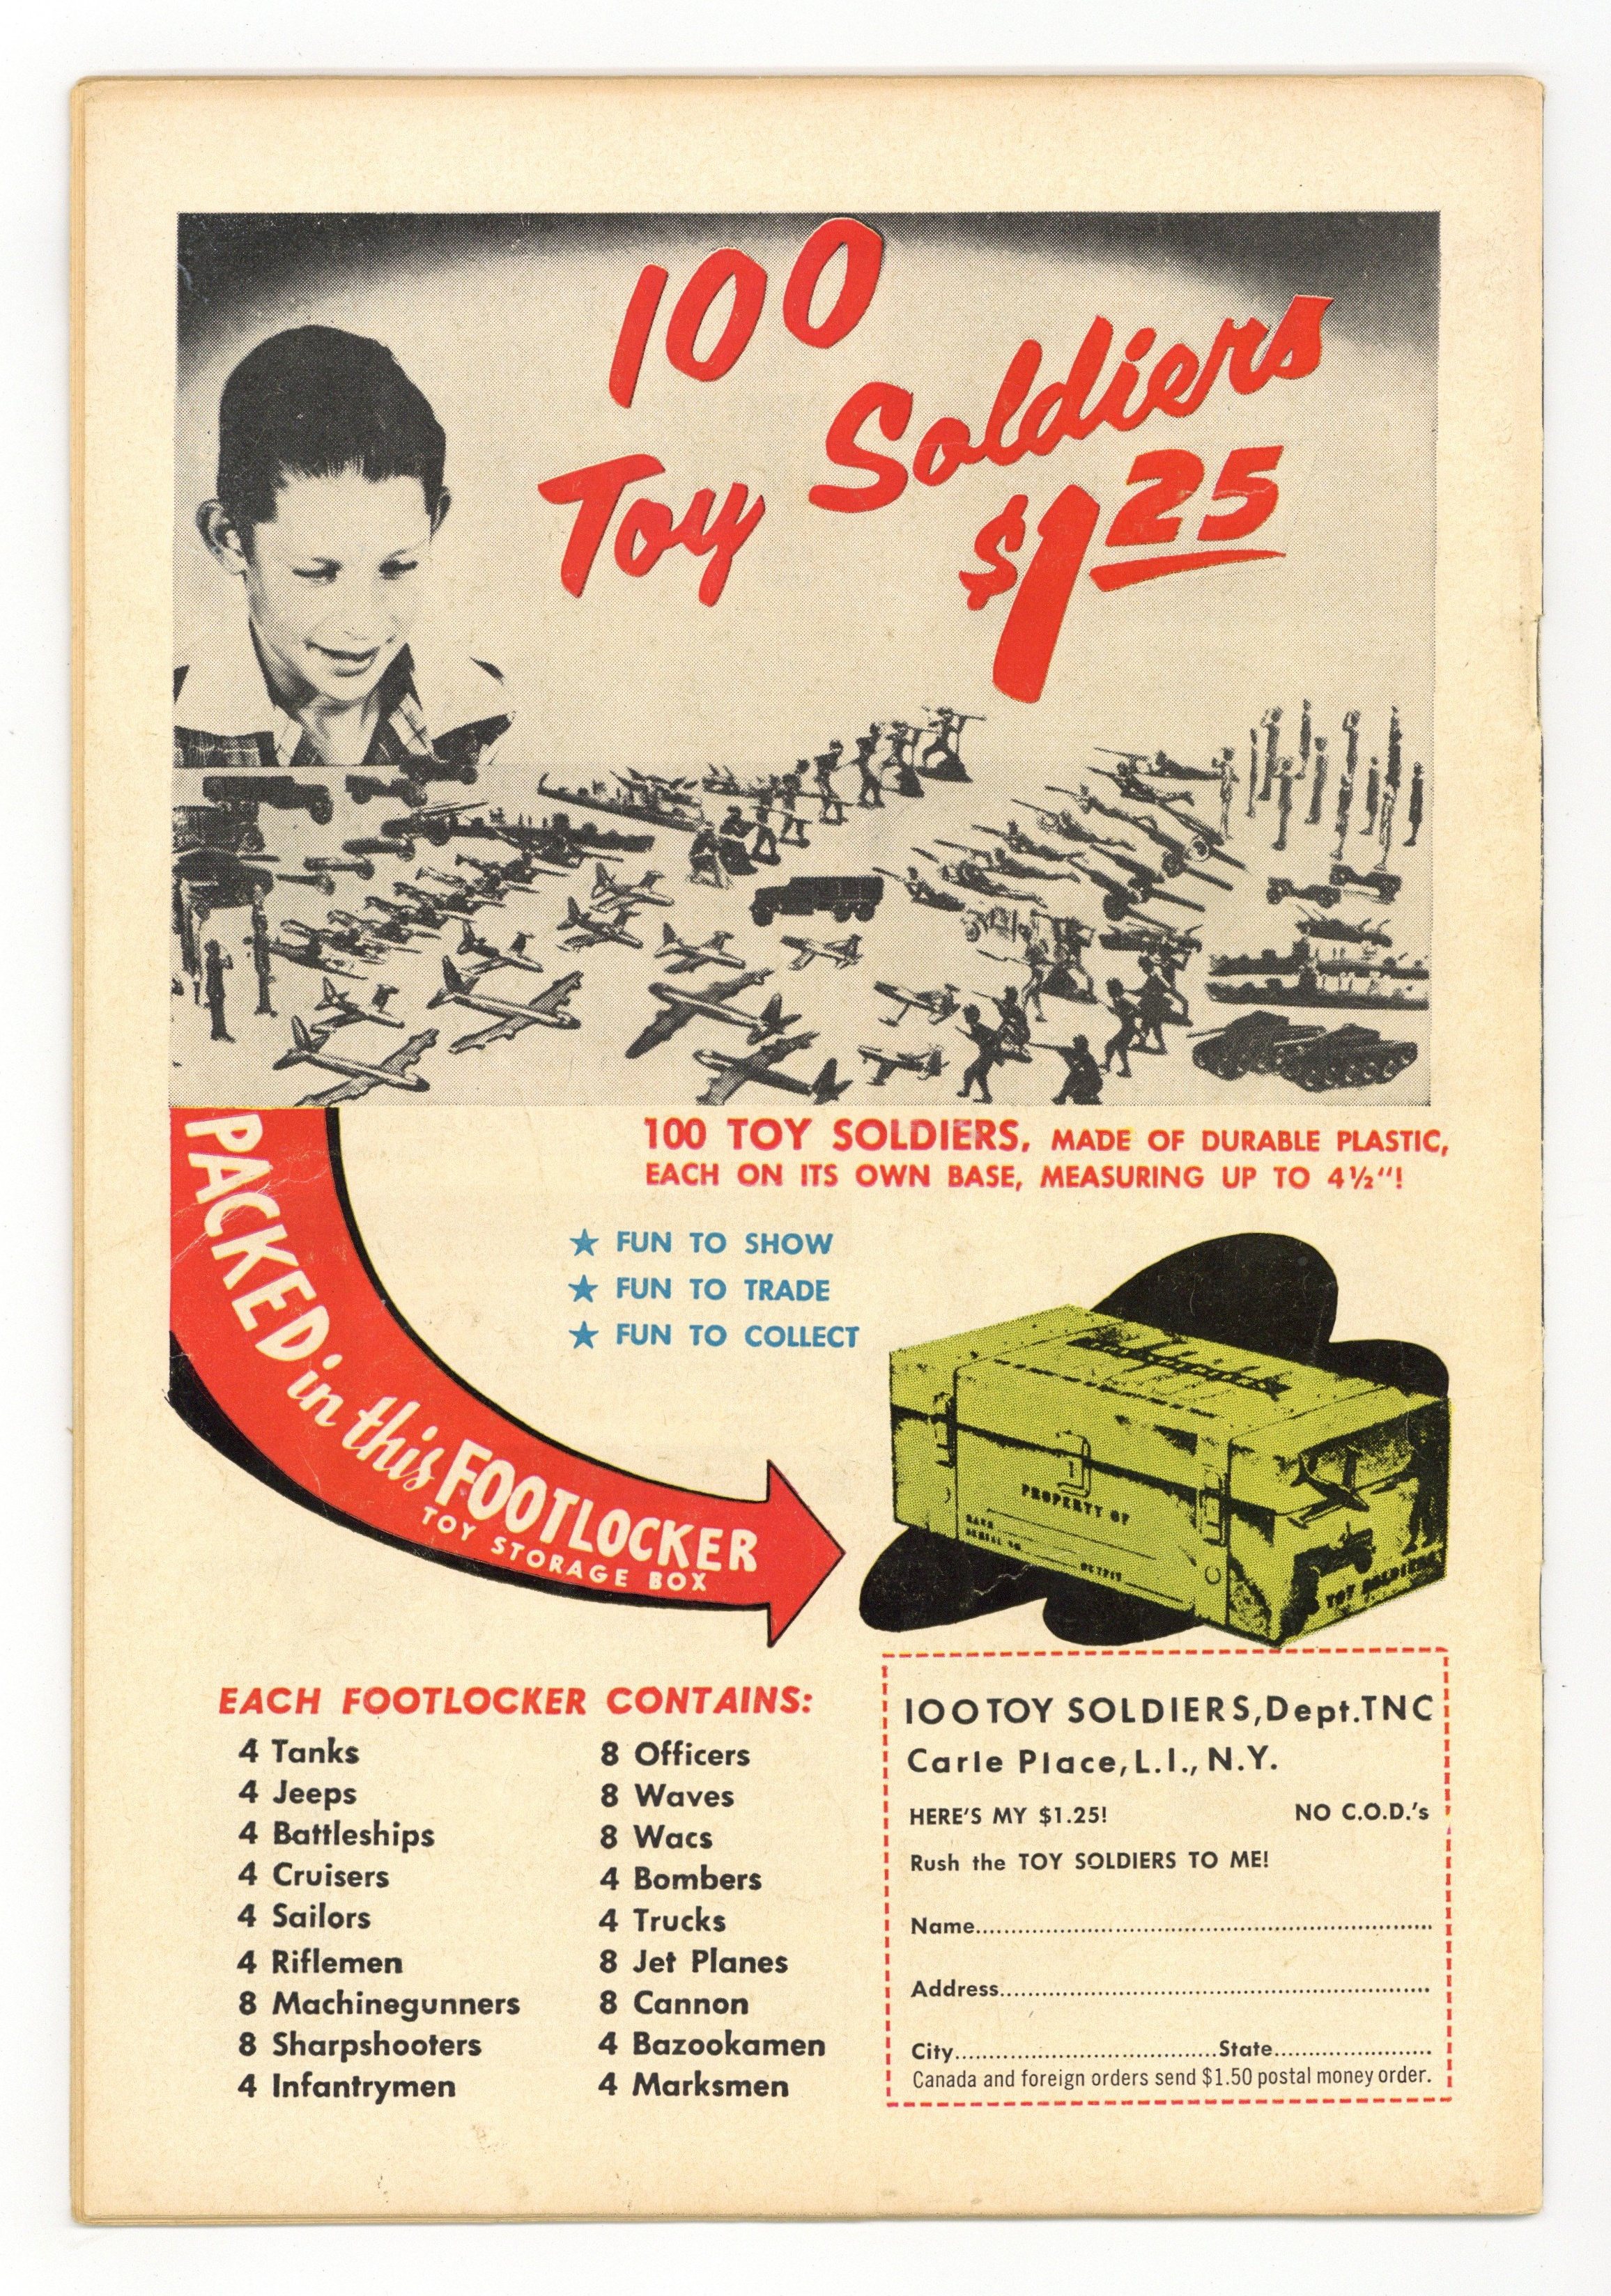 100
Toy Soldiers
$1 25
100 TOY SOLDIERS, MADE OF DURABLE PLASTIC,
EACH ON ITS OWN BASE, MEASURING UP TO 4½"!
★ FUN TO SHOW
★ FUN TO TRADE
★ FUN TO COLLECT
PACKED in this FOOTLOCKER
TOY STORAGE BOX
PROPERTY OF
TOY SOLDIERS
EACH FOOTLOCKER CONTAINS:
4 Tanks
4 Jeeps
4 Battleships
4 Cruisers
4 Sailors
4 Riflemen
8 Machinegunners
8 Sharpshooters
4 Infantrymen
8 Officers
8 Waves
8 Wacs
4 Bombers
4 Trucks
8 Jet Planes
8 Cannon
4 Bazookamen
4 Marksmen
100 TOY SOLDIERS, Dept. TNC
Carle Place, L.I., N.Y.
HERE'S MY $1.25! NO C.O.D.'s
Rush the TOY SOLDIERS TO ME!
Name
Address
City State
Canada and foreign orders send $1.50 postal money order.